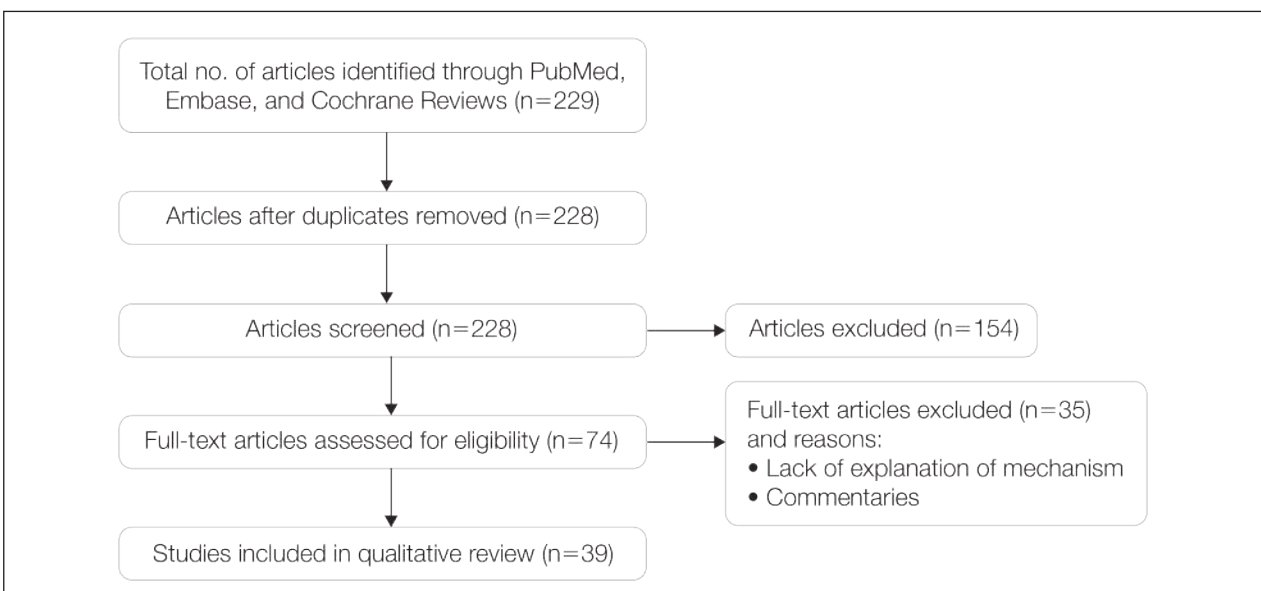 Total no. of articles identified through PubMed,
Embase, and Cochrane Reviews (n=229)
Articles after duplicates removed (n=228)
Articles screened (n=228)
Articles excluded (n=154)
Full-text articles assessed for eligibility (n=74)
Full-text articles excluded (n=35)
and reasons:
• Lack of explanation of mechanism
• Commentaries
Studies included in qualitative review (n=39)